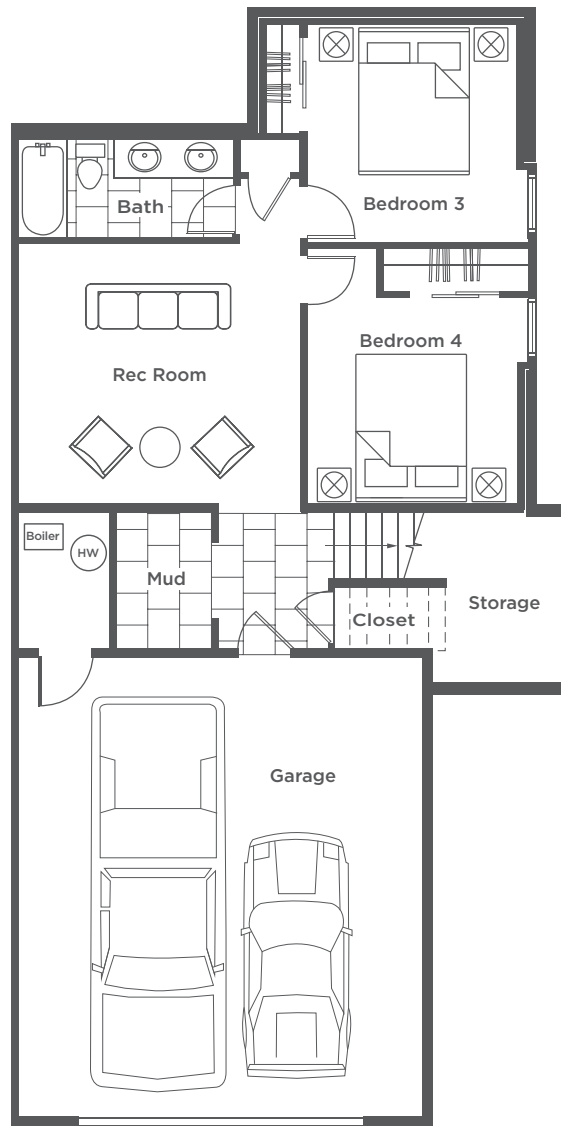 Bedroom 3
Bath
Bedroom 4
Rec Room
Boiler
HW
Mud
Storage
Closet
Garage